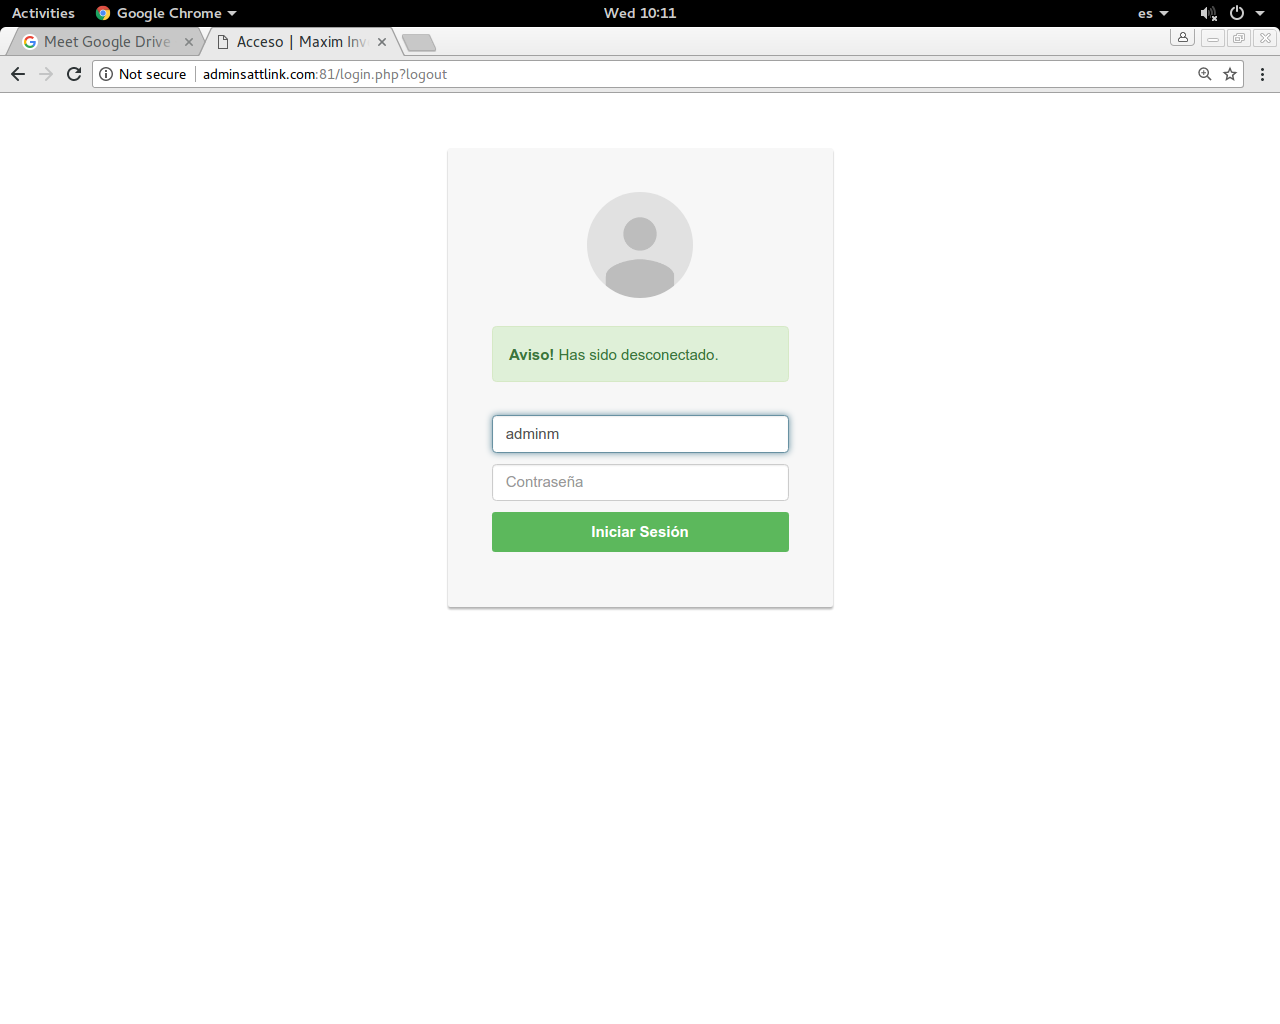 Activities Google Chrome Wed 10:11 es
Meet Google Drive Acceso | Maxim Inv
Not secure adminsattlink.com:81/login.php?logout
Aviso! Has sido desconectado.
adminm
Contraseña
Iniciar Sesión